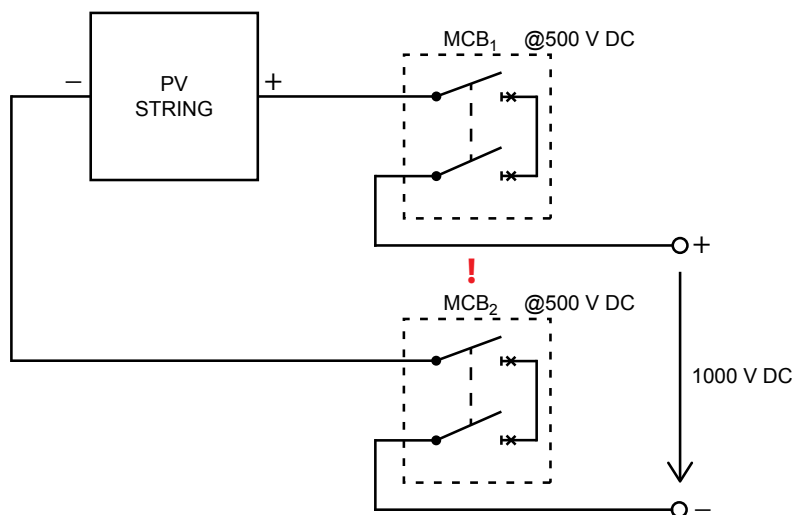 MCB₁ @500 V DC
− PV +
STRING
+
!
MCB₂ @500 V DC
1000 V DC
−